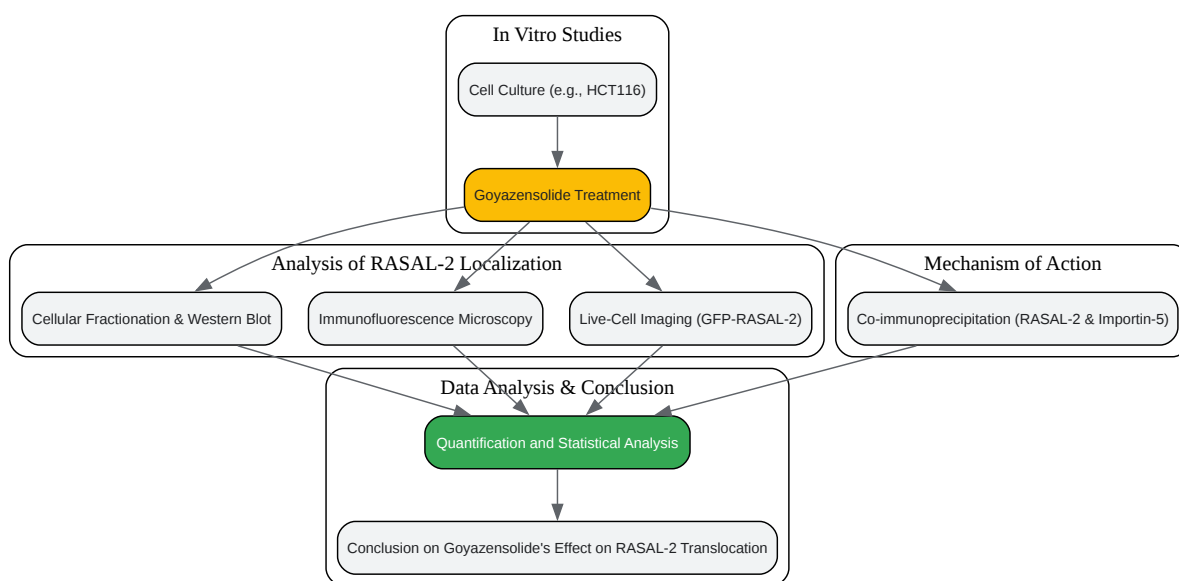 In Vitro Studies
Cell Culture (e.g., HCT116)
Goyazensolide Treatment
Analysis of RASAL-2 Localization
Mechanism of Action
Cellular Fractionation & Western Blot
Immunofluorescence Microscopy
Live-Cell Imaging (GFP-RASAL-2)
Co-immunoprecipitation (RASAL-2 & Importin-5)
Data Analysis & Conclusion
Quantification and Statistical Analysis
Conclusion on Goyazensolide's Effect on RASAL-2 Translocation